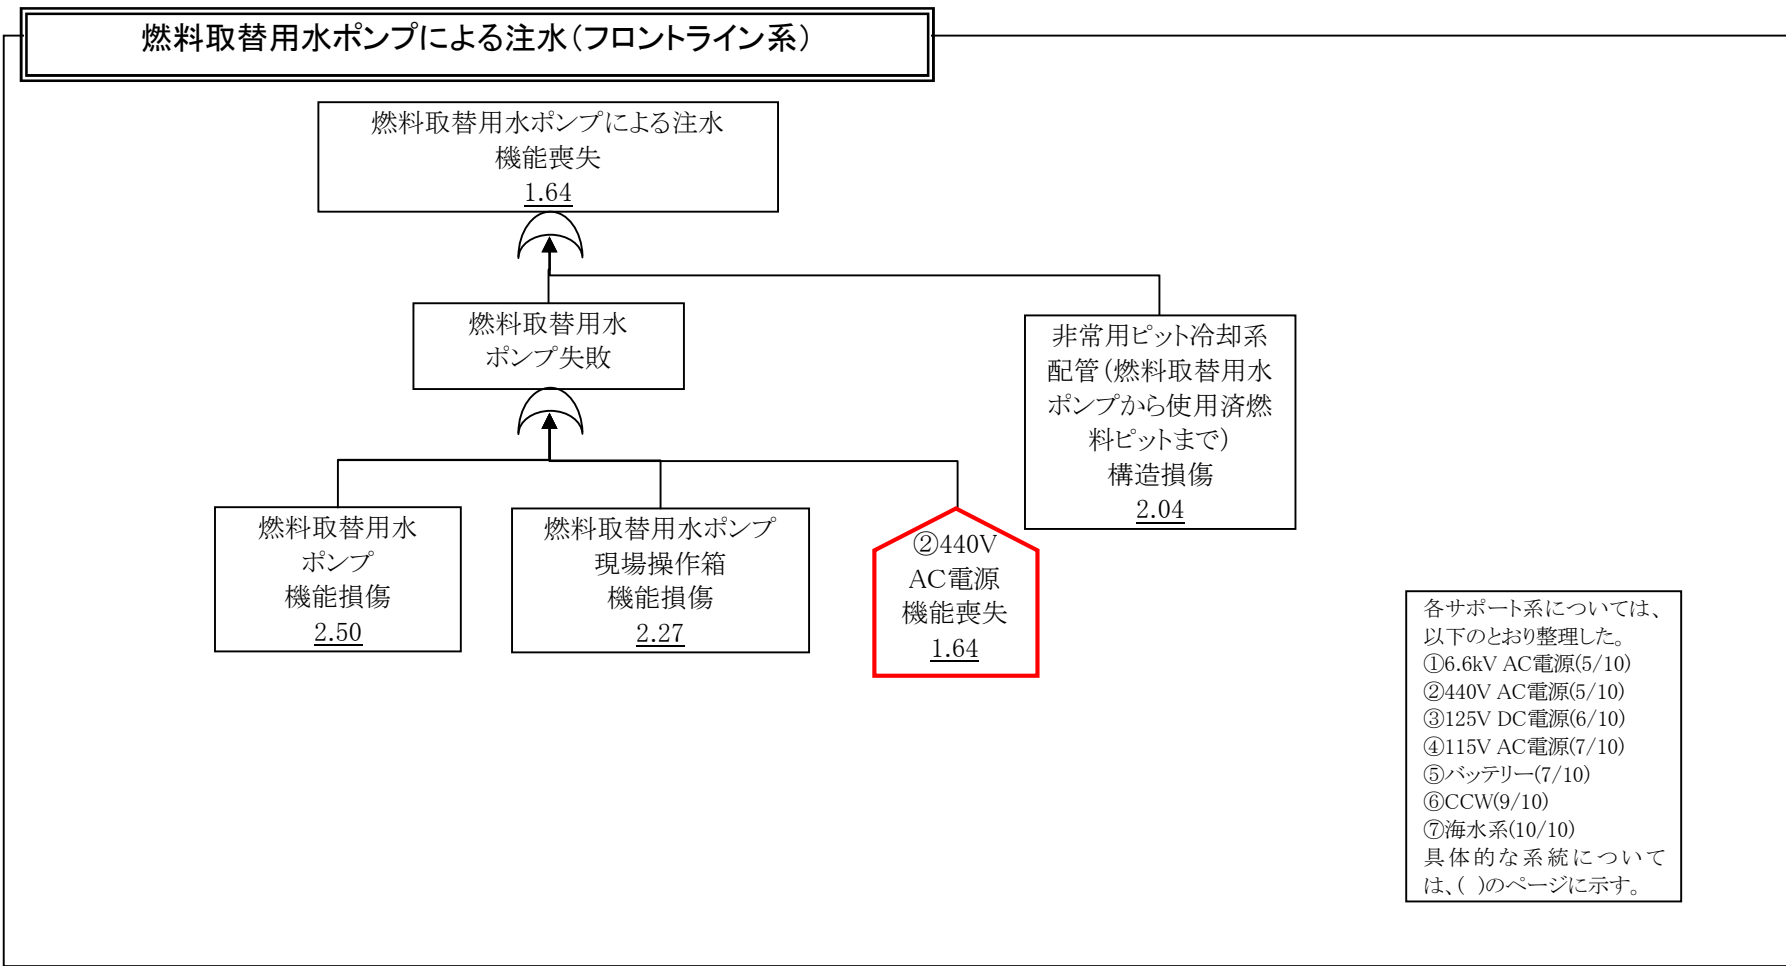 燃料取替用水ポンプによる注水(フロントライン系)
燃料取替用水ポンプによる注水
機能喪失
1.64
燃料取替用水
ポンプ失敗
非常用ピット冷却系
配管(燃料取替用水
ポンプから使用済燃
料ピットまで)
構造損傷
2.04
燃料取替用水
ポンプ
機能損傷
2.50
燃料取替用水ポンプ
現場操作箱
機能損傷
2.27
②440V
AC電源
機能喪失
1.64
各サポート系については、
以下のとおり整理した。
①6.6kV AC電源(5/10)
②440V AC電源(5/10)
③125V DC電源(6/10)
④115V AC電源(7/10)
⑤バッテリー(7/10)
⑥CCW(9/10)
⑦海水系(10/10)
具体的な系統について
は、( )のページに示す。